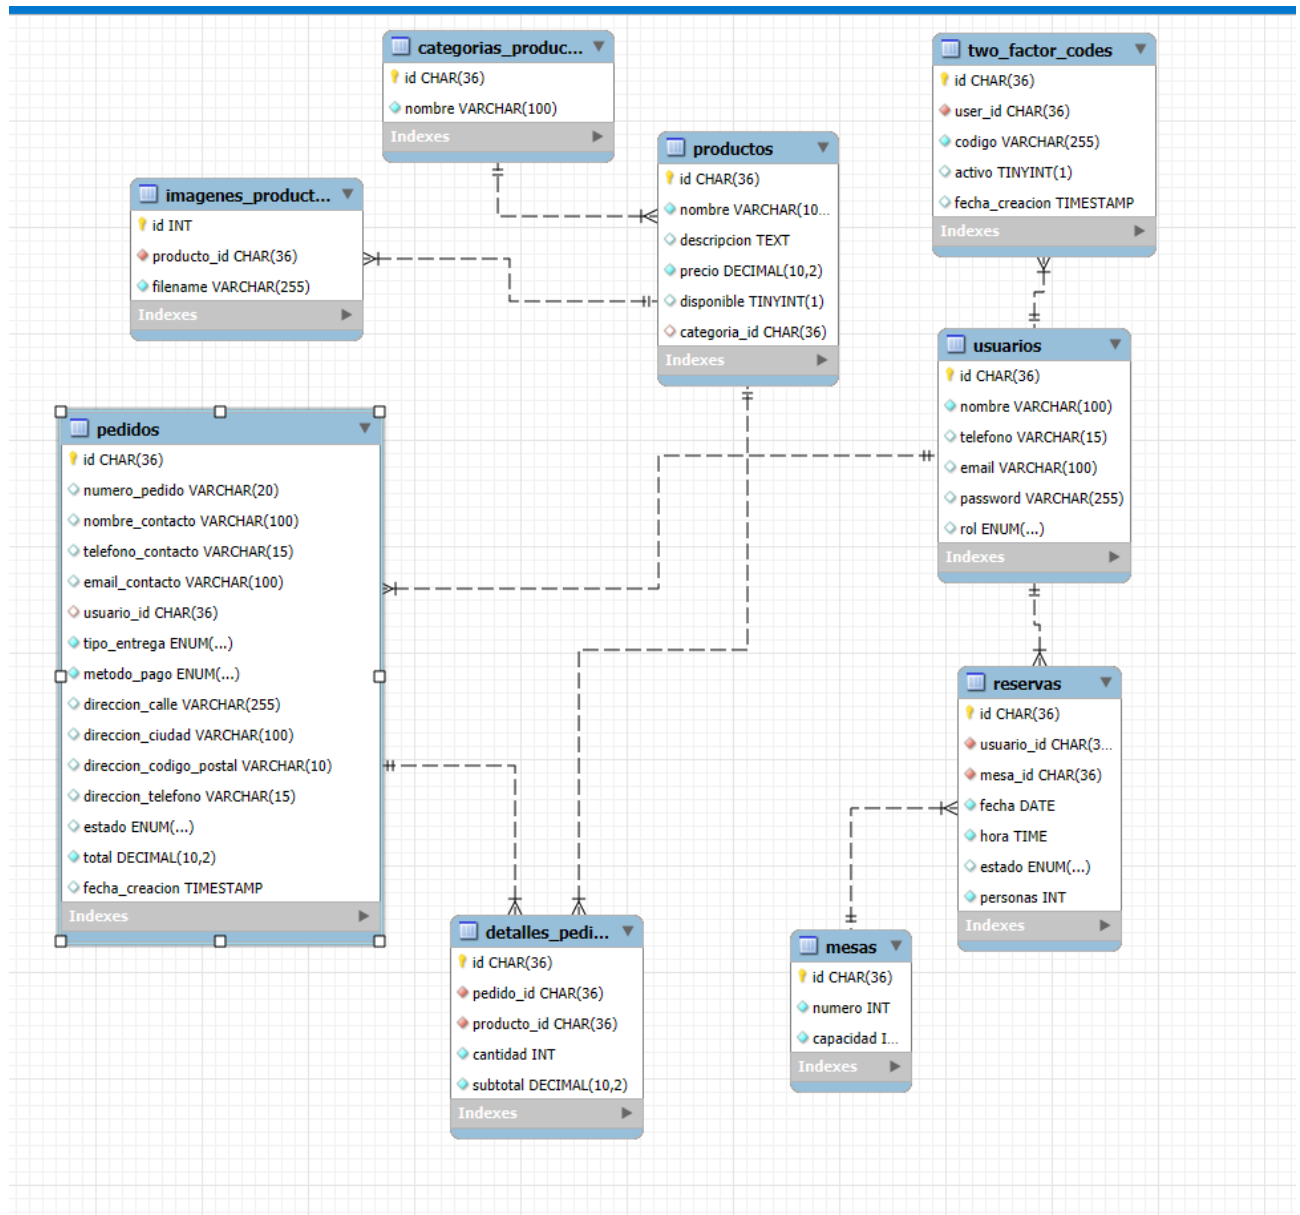 categorias_produc...
id CHAR(36)
nombre VARCHAR(100)
Indexes
two_factor_codes
id CHAR(36)
user_id CHAR(36)
codigo VARCHAR(255)
activo TINYINT(1)
fecha_creacion TIMESTAMP
Indexes
productos
id CHAR(36)
nombre VARCHAR(10...
descripcion TEXT
precio DECIMAL(10,2)
disponible TINYINT(1)
categoria_id CHAR(36)
Indexes
imagenes_product...
id INT
producto_id CHAR(36)
filename VARCHAR(255)
Indexes
usuarios
id CHAR(36)
nombre VARCHAR(100)
telefono VARCHAR(15)
email VARCHAR(100)
password VARCHAR(255)
rol ENUM(...)
Indexes
pedidos
id CHAR(36)
numero_pedido VARCHAR(20)
nombre_contacto VARCHAR(100)
telefono_contacto VARCHAR(15)
email_contacto VARCHAR(100)
usuario_id CHAR(36)
tipo_entrega ENUM(...)
metodo_pago ENUM(...)
direccion_calle VARCHAR(255)
direccion_ciudad VARCHAR(100)
direccion_codigo_postal VARCHAR(10)
direccion_telefono VARCHAR(15)
estado ENUM(...)
total DECIMAL(10,2)
fecha_creacion TIMESTAMP
Indexes
reservas
id CHAR(36)
usuario_id CHAR(3...
mesa_id CHAR(36)
fecha DATE
hora TIME
estado ENUM(...)
personas INT
Indexes
detalles_pedi...
id CHAR(36)
pedido_id CHAR(36)
producto_id CHAR(36)
cantidad INT
subtotal DECIMAL(10,2)
Indexes
mesas
id CHAR(36)
numero INT
capacidad I...
Indexes